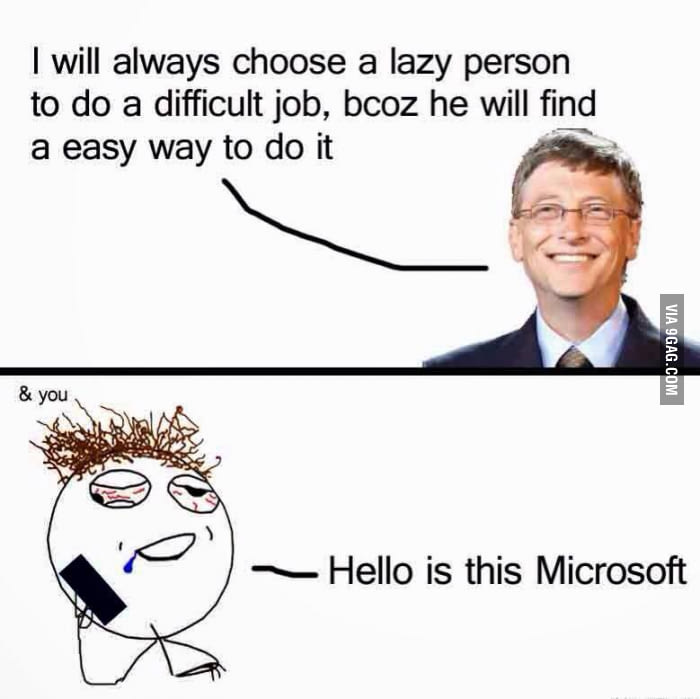 I will always choose a lazy person
to do a difficult job, bcoz he will find
a easy way to do it
VIA 9GAG.COM
& you
Hello is this Microsoft